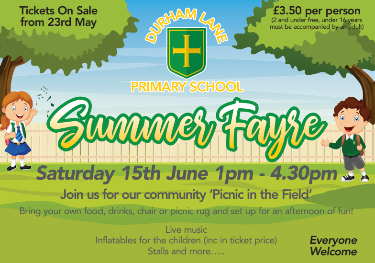 Tickets On Sale
from 23rd May
£3.50 per person
(2 and under free, under 16 years
must be accompanied by an adult)
DURHAM LANE
PRIMARY SCHOOL
Summer Fayre
Saturday 15th June 1pm - 4.30pm
Join us for our community 'Picnic in the Field'
Bring your own food, drinks, chair or picnic rug and set up for an afternoon of fun!
Live music
Inflatables for the children (inc in ticket price)
Stalls and more.....
Everyone
Welcome